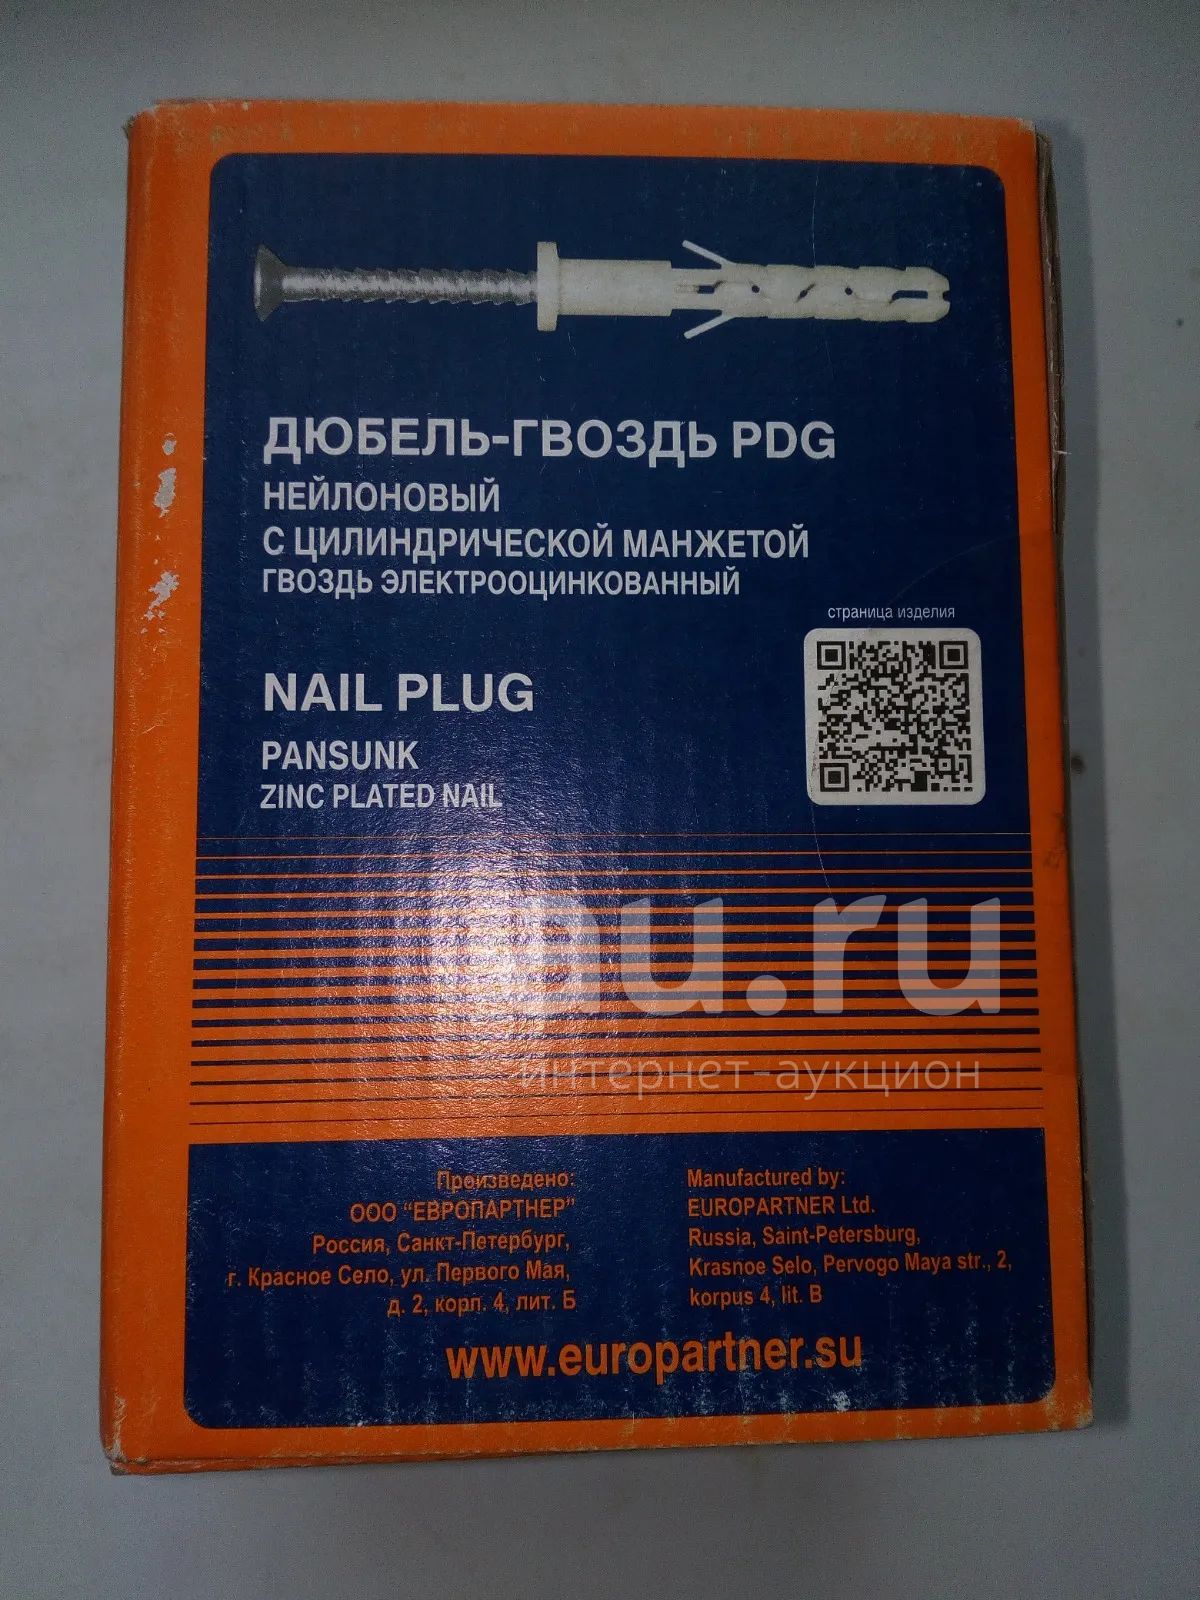 ДЮБЕЛЬ-ГВОЗДЬ PDG
НЕЙЛОНОВЫЙ
С ЦИЛИНДРИЧЕСКОЙ МАНЖЕТОЙ
ГВОЗДЬ ЭЛЕКТРООЦИНКОВАННЫЙ
страница изделия
NAIL PLUG
PANSUNK
ZINC PLATED NAIL
au.ru
интернет-аукцион
Произведено:
ООО “ЕВРОПАРТНЕР”
Россия, Санкт-Петербург,
г. Красное Село, ул. Первого Мая,
д. 2, корп. 4, лит. Б
Manufactured by:
EUROPARTNER Ltd.
Russia, Saint-Petersburg,
Krasnoe Selo, Pervogo Maya str., 2,
korpus 4, lit. B
www.europartner.su